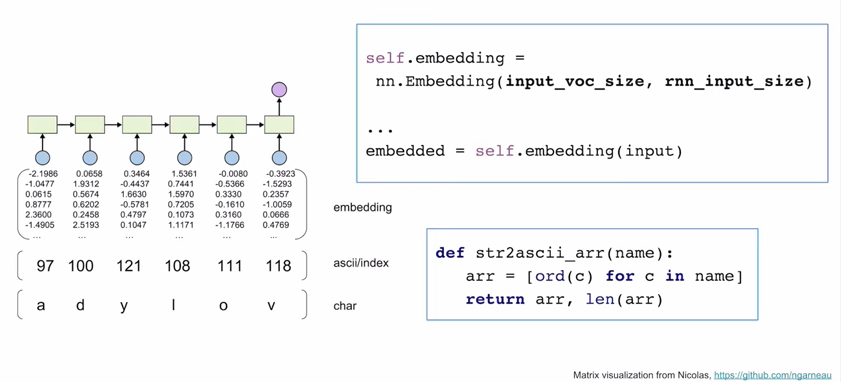 self.embedding =
nn.Embedding(input_voc_size, rnn_input_size)
...
embedded = self.embedding(input)
-2.1986 0.0658 0.3464 1.5361 -0.0080 -0.3923
-1.0477 1.9312 -0.4437 0.7441 -0.5366 -1.5293
0.0615 0.5674 1.6630 1.5970 0.3330 0.2357
0.8777 0.6202 -0.5781 0.7205 -0.1610 -1.0059
2.3600 0.2458 0.4797 0.1073 0.3160 0.0666
-1.4905 2.5193 0.1047 1.1171 -1.1766 0.4769
... ... ... ... ... ...
embedding
97 100 121 108 111 118
ascii/index
a d y l o v
char
def str2ascii_arr(name):
arr = [ord(c) for c in name]
return arr, len(arr)
Matrix visualization from Nicolas, https://github.com/ngarneau